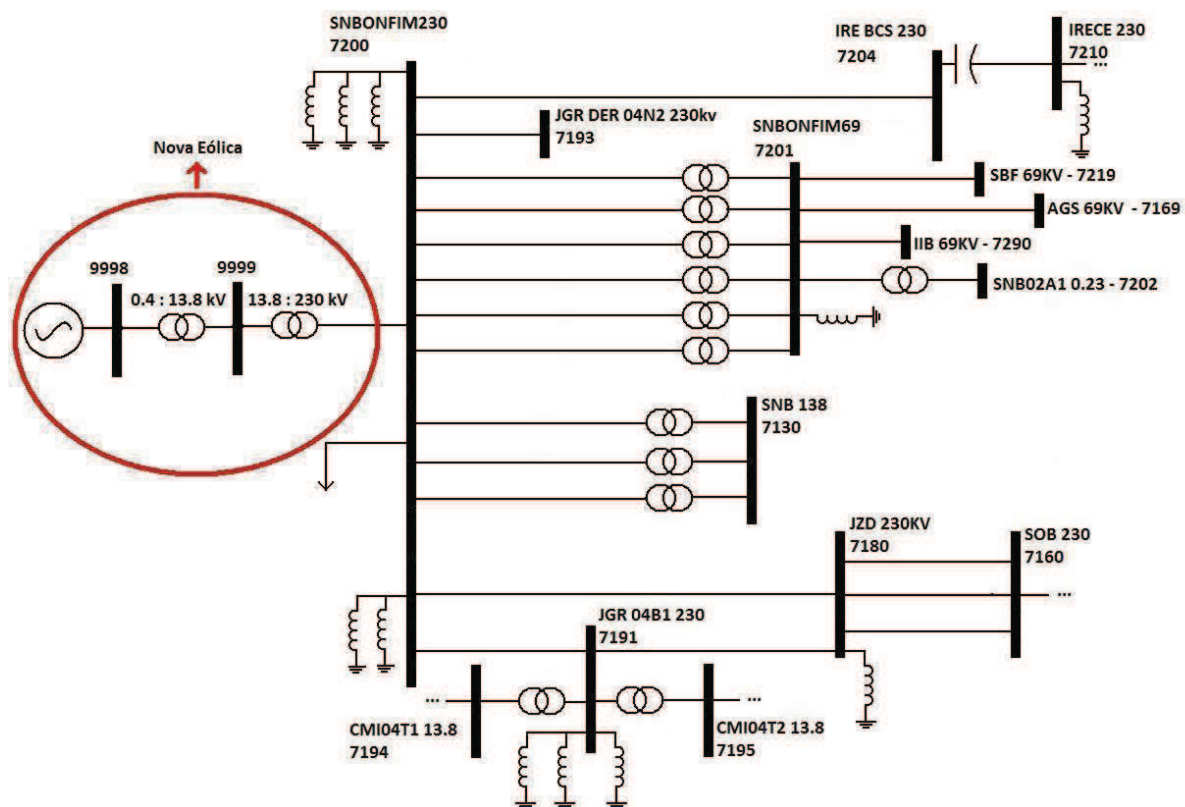 SNBONFIM230
7200
IRE BCS 230
7204
IRECE 230
7210
...
JGR DER 04N2 230kv
7193
SNBONFIM69
7201
Nova Eólica
SBF 69KV - 7219
AGS 69KV - 7169
IIB 69KV - 7290
SNB02A1 0.23 - 7202
9998
9999
0.4 : 13.8 kV
13.8 : 230 kV
SNB 138
7130
JZD 230KV
7180
SOB 230
7160
...
JGR 04B1 230
7191
...
...
CMI04T1 13.8
7194
CMI04T2 13.8
7195